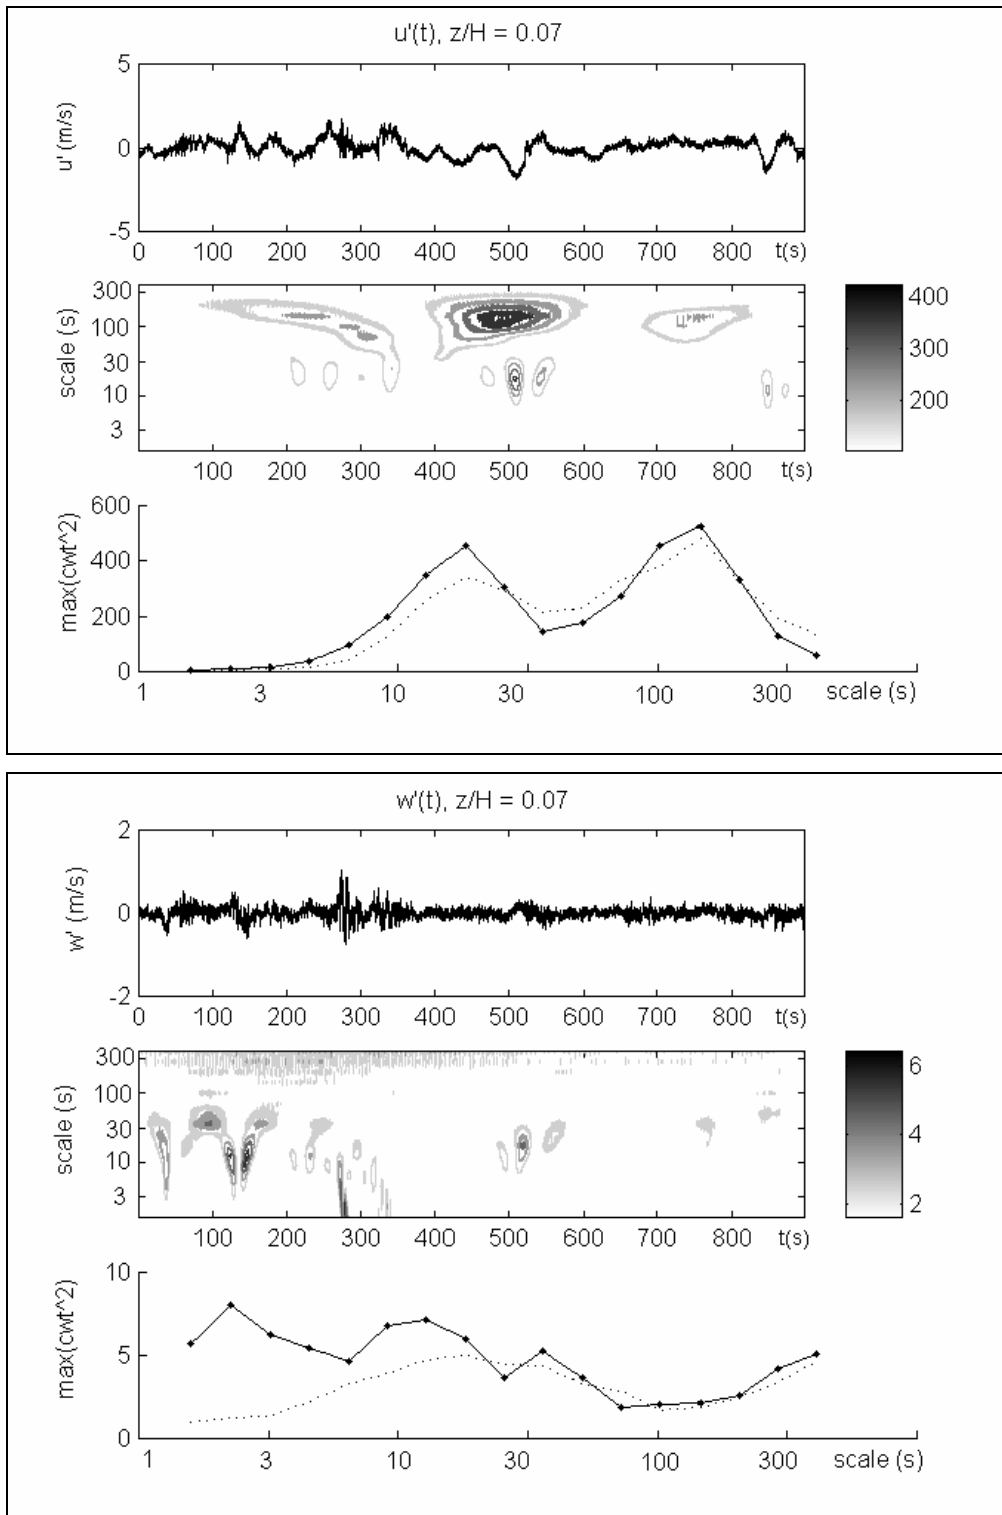 u'(t), z/H = 0.07
5
u' (m/s)
0
-5
0 100 200 300 400 500 600 700 800 t(s)
300
scale (s)
100
30
10
3
400
300
200
100 200 300 400 500 600 700 800 t(s)
600
max(cwt^2)
400
200
0
1 3 10 30 100 300 scale (s)
w'(t), z/H = 0.07
2
w' (m/s)
0
-2
0 100 200 300 400 500 600 700 800 t(s)
300
scale (s)
100
30
10
3
6
4
2
100 200 300 400 500 600 700 800 t(s)
10
max(cwt^2)
5
0
1 3 10 30 100 300 scale (s)